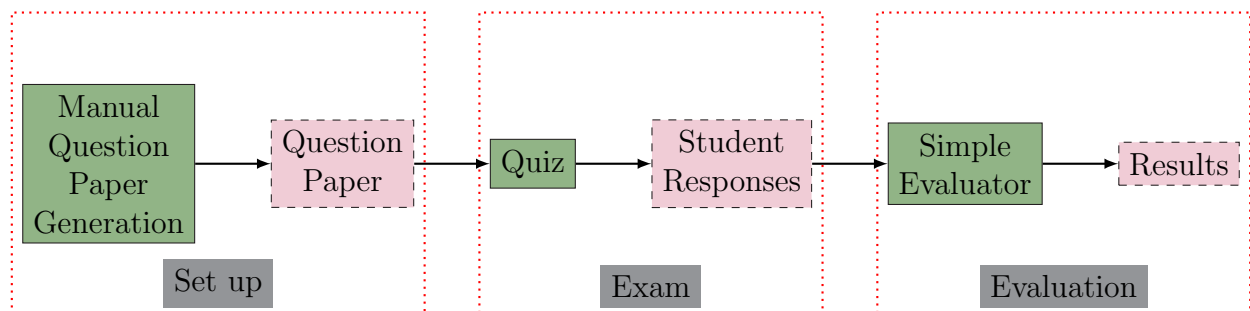 Manual
Question
Paper
Generation
Question
Paper
Quiz
Student
Responses
Simple
Evaluator
Results
Set up
Exam
Evaluation